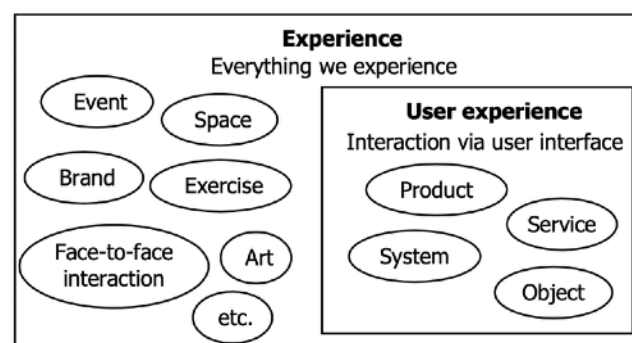 Experience
Everything we experience
Event
Space
Brand
Exercise
Face-to-face
interaction
Art
etc.
User experience
Interaction via user interface
Product
Service
System
Object